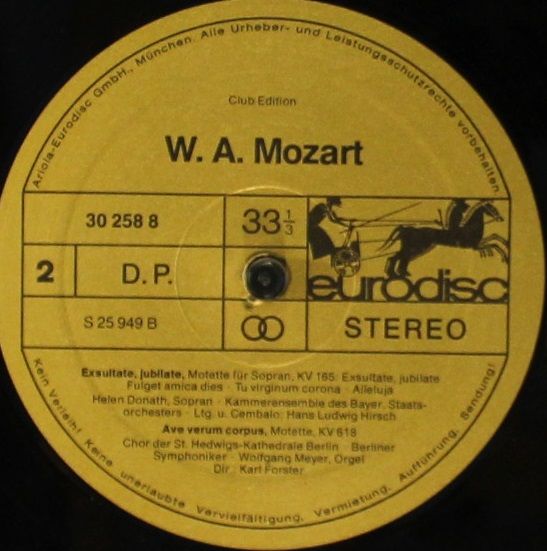 Ariola-Eurodisc GmbH., München. Alle Urheber- und Leistungsschutzrechte vorbehalten.
Club Edition
W. A. Mozart
30 258 8
33 1/3
2
D. P.
eurodisc
S 25 949 B
STEREO
Exsultate, jubilate, Motette für Sopran, KV 165: Exsultate, jubilate
Fulget amica dies · Tu virginum corona · Alleluja
Helen Donath, Sopran · Kammerensemble des Bayer. Staats-
orchesters · Ltg. u. Cembalo: Hans Ludwig Hirsch
Ave verum corpus, Motette, KV 618
Chor der St. Hedwigs-Kathedrale Berlin · Berliner
Symphoniker · Wolfgang Meyer, Orgel
Dir.: Karl Forster
Kein Verleih! Keine unerlaubte Vervielfältigung, Vermietung, Aufführung, Sendung!